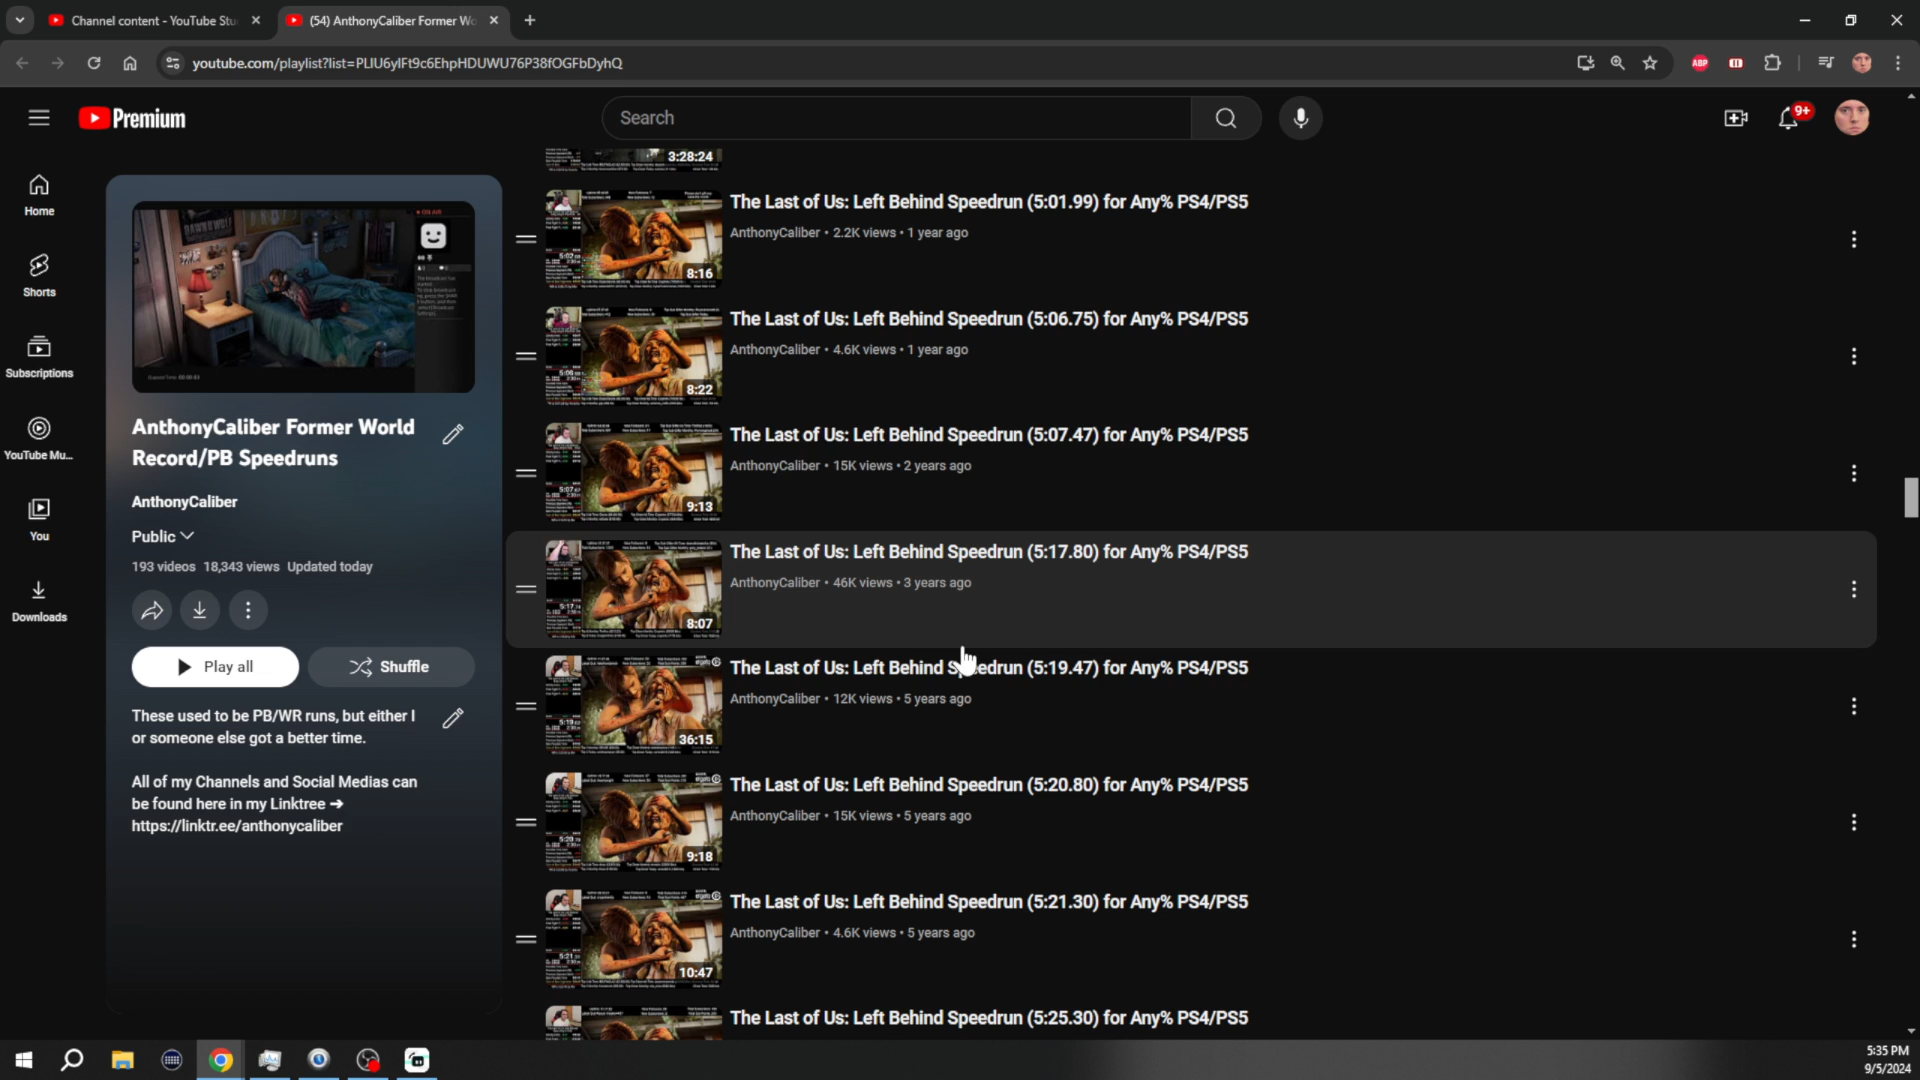 Channel content - YouTube Stu
(54) AnthonyCaliber Former Wo
youtube.com/playlist?list=PLIU6yIFt9c6EhpHDUWU76P38fOGFbDyhQ
ABP
Premium
Search
9+
Home
Shorts
Subscriptions
YouTube Mu...
You
Downloads
ON AIR
AnthonyCaliber Former World
Record/PB Speedruns
AnthonyCaliber
Public
193 videos 18,343 views Updated today
Play all
Shuffle
These used to be PB/WR runs, but either I
or someone else got a better time.
All of my Channels and Social Medias can
be found here in my Linktree ➔
https://linktr.ee/anthonycaliber
3:28:24
The Last of Us: Left Behind Speedrun (5:01.99) for Any% PS4/PS5
AnthonyCaliber • 2.2K views • 1 year ago
8:16
The Last of Us: Left Behind Speedrun (5:06.75) for Any% PS4/PS5
AnthonyCaliber • 4.6K views • 1 year ago
8:22
The Last of Us: Left Behind Speedrun (5:07.47) for Any% PS4/PS5
AnthonyCaliber • 15K views • 2 years ago
9:13
The Last of Us: Left Behind Speedrun (5:17.80) for Any% PS4/PS5
AnthonyCaliber • 46K views • 3 years ago
8:07
The Last of Us: Left Behind Speedrun (5:19.47) for Any% PS4/PS5
AnthonyCaliber • 12K views • 5 years ago
36:15
The Last of Us: Left Behind Speedrun (5:20.80) for Any% PS4/PS5
AnthonyCaliber • 15K views • 5 years ago
9:18
The Last of Us: Left Behind Speedrun (5:21.30) for Any% PS4/PS5
AnthonyCaliber • 4.6K views • 5 years ago
10:47
The Last of Us: Left Behind Speedrun (5:25.30) for Any% PS4/PS5
5:35 PM
9/5/2024